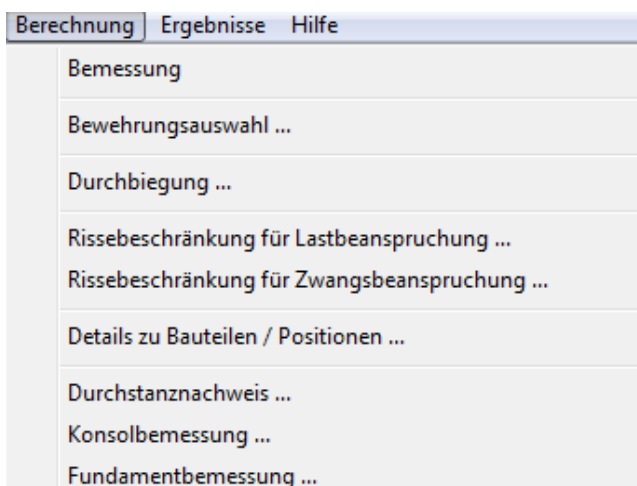 Berechnung Ergebnisse Hilfe
Bemessung
Bewehrungsauswahl ...
Durchbiegung ...
Rissebeschränkung für Lastbeanspruchung ...
Rissebeschränkung für Zwangsbeanspruchung ...
Details zu Bauteilen / Positionen ...
Durchstanznachweis ...
Konsolbemessung ...
Fundamentbemessung ...